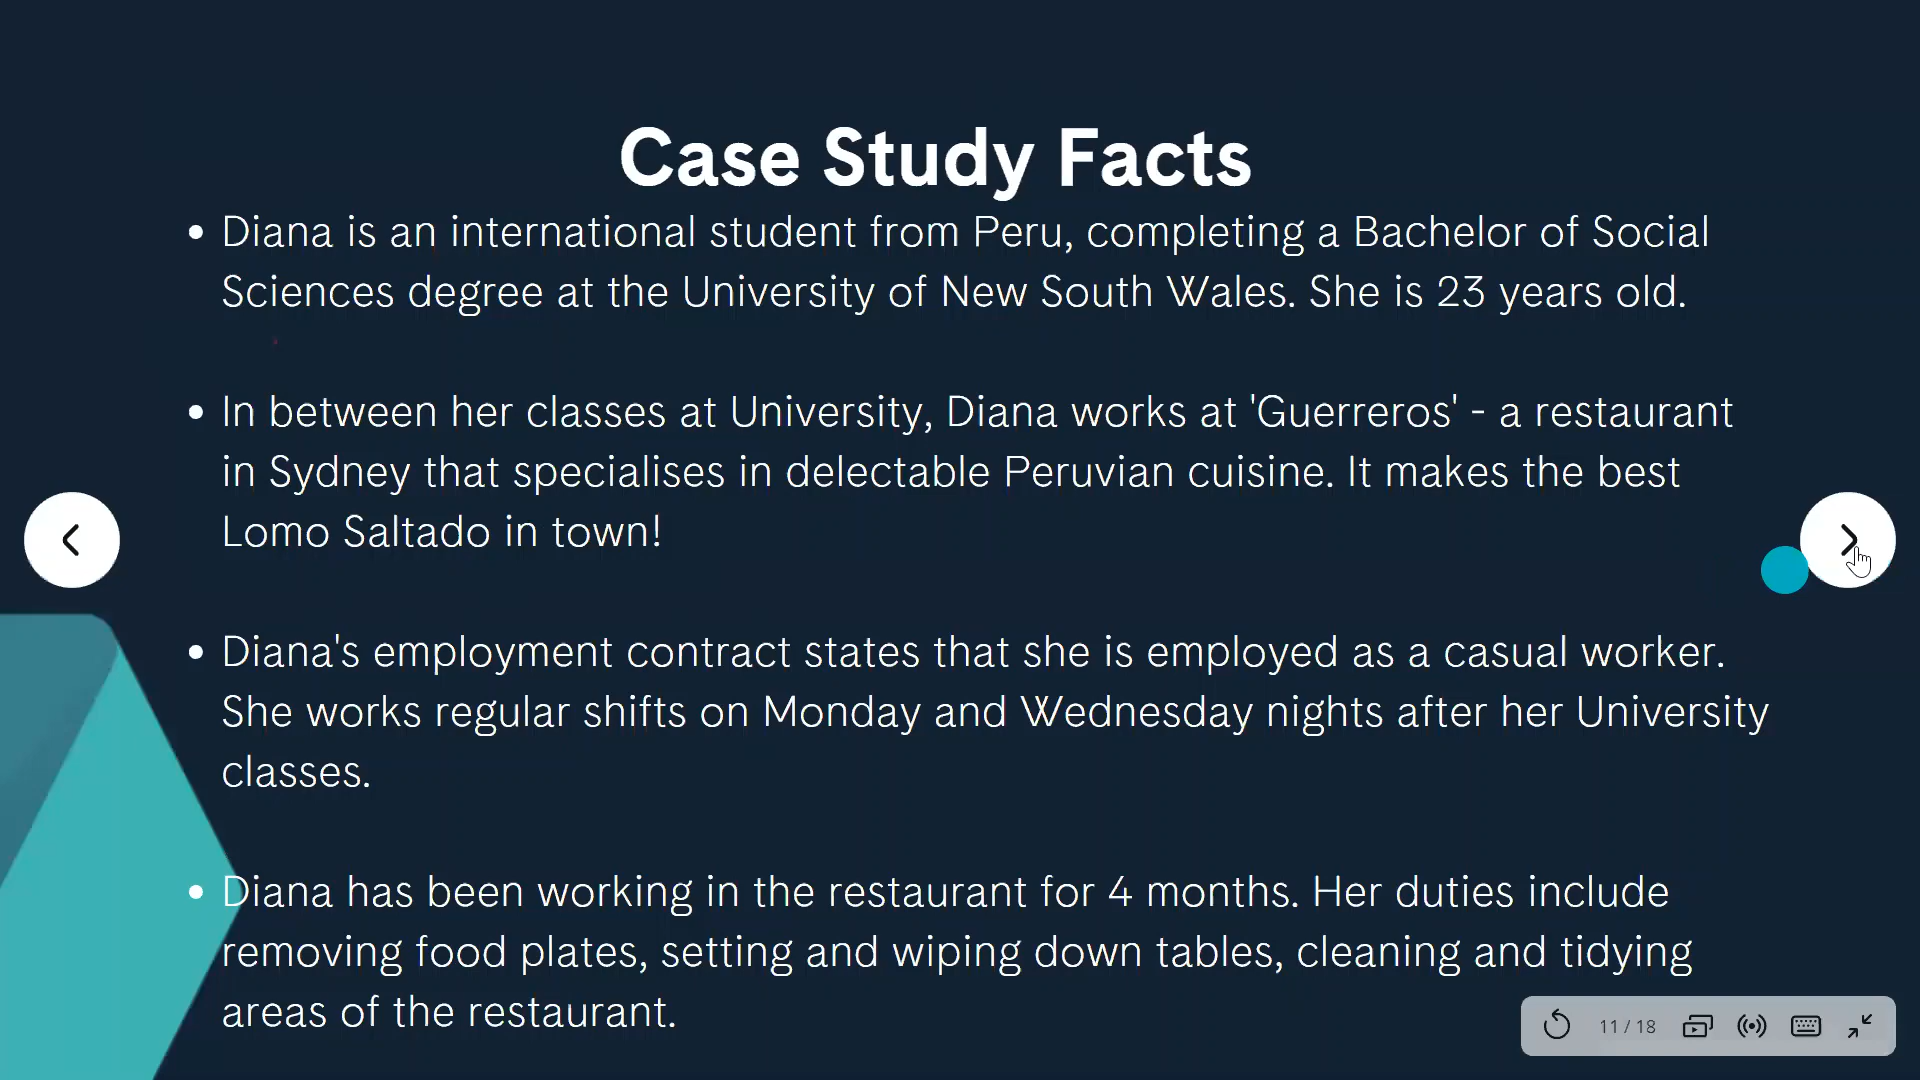 Case Study Facts
• Diana is an international student from Peru, completing a Bachelor of Social
Sciences degree at the University of New South Wales. She is 23 years old.
• In between her classes at University, Diana works at 'Guerreros' - a restaurant
in Sydney that specialises in delectable Peruvian cuisine. It makes the best
Lomo Saltado in town!
• Diana's employment contract states that she is employed as a casual worker.
She works regular shifts on Monday and Wednesday nights after her University
classes.
• Diana has been working in the restaurant for 4 months. Her duties include
removing food plates, setting and wiping down tables, cleaning and tidying
areas of the restaurant.
11 / 18